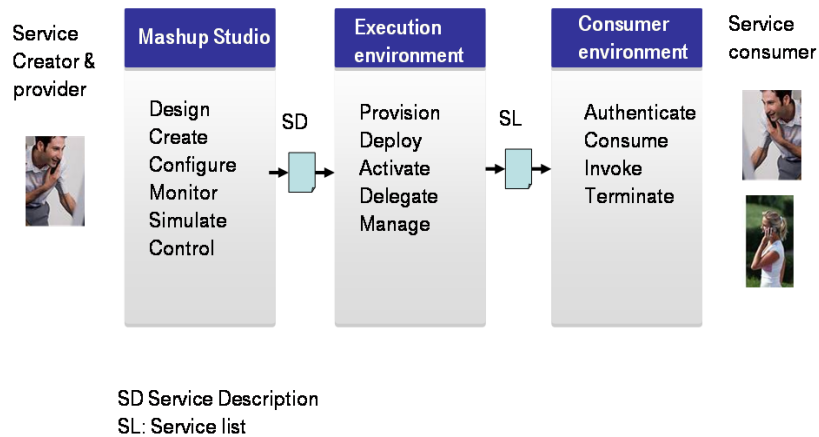 Service
Creator &
provider
Mashup Studio
Design
Create
Configure
Monitor
Simulate
Control
SD
Execution
environment
Provision
Deploy
Activate
Delegate
Manage
SL
Consumer
environment
Authenticate
Consume
Invoke
Terminate
Service
consumer
SD Service Description
SL: Service list